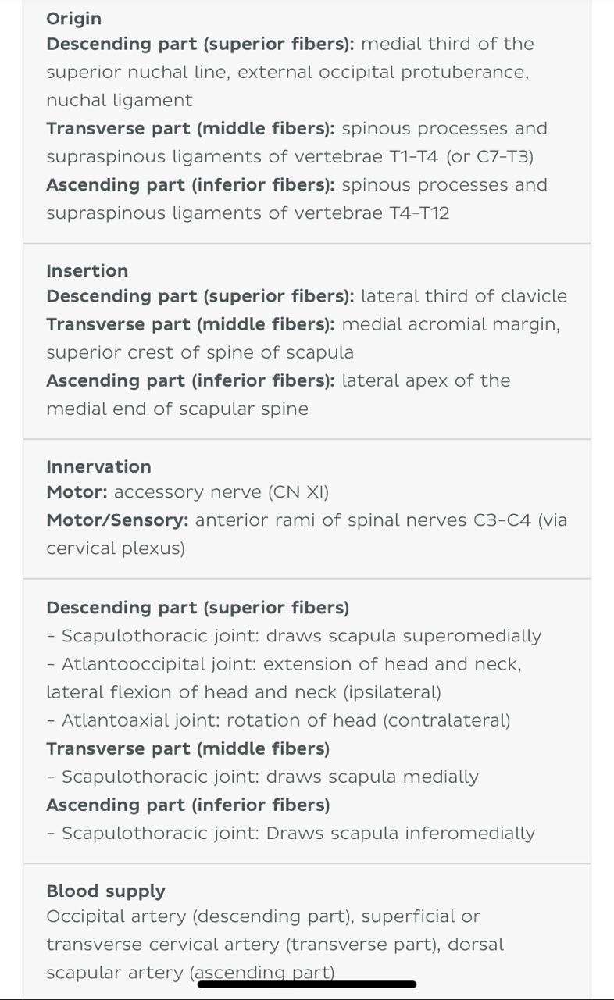 Origin
Descending part (superior fibers): medial third of the
superior nuchal line, external occipital protuberance,
nuchal ligament
Transverse part (middle fibers): spinous processes and
supraspinous ligaments of vertebrae T1-T4 (or C7-T3)
Ascending part (inferior fibers): spinous processes and
supraspinous ligaments of vertebrae T4-T12
Insertion
Descending part (superior fibers): lateral third of clavicle
Transverse part (middle fibers): medial acromial margin,
superior crest of spine of scapula
Ascending part (inferior fibers): lateral apex of the
medial end of scapular spine
Innervation
Motor: accessory nerve (CN XI)
Motor/Sensory: anterior rami of spinal nerves C3-C4 (via
cervical plexus)
Descending part (superior fibers)
- Scapulothoracic joint: draws scapula superomedially
- Atlantooccipital joint: extension of head and neck,
lateral flexion of head and neck (ipsilateral)
- Atlantoaxial joint: rotation of head (contralateral)
Transverse part (middle fibers)
- Scapulothoracic joint: draws scapula medially
Ascending part (inferior fibers)
- Scapulothoracic joint: Draws scapula inferomedially
Blood supply
Occipital artery (descending part), superficial or
transverse cervical artery (transverse part), dorsal
scapular artery (ascending part)